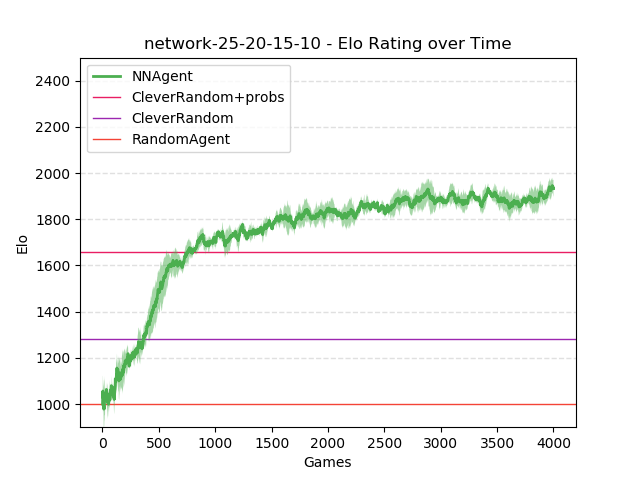 network-25-20-15-10 - Elo Rating over Time
NNAgent
CleverRandom+probs
CleverRandom
RandomAgent
Elo
2400
2200
2000
1800
1600
1400
1200
1000
0 500 1000 1500 2000 2500 3000 3500 4000
Games